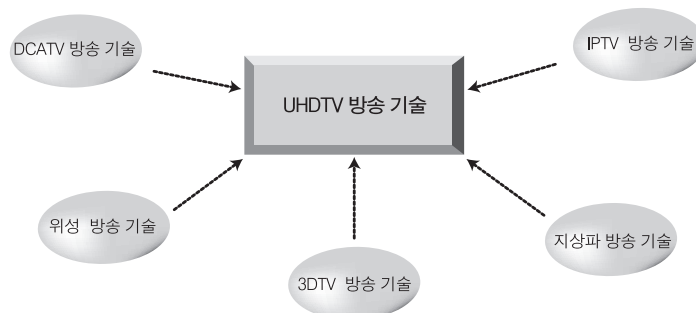 DCATV 방송 기술
IPTV 방송 기술
UHDTV 방송 기술
위성 방송 기술
지상파 방송 기술
3DTV 방송 기술